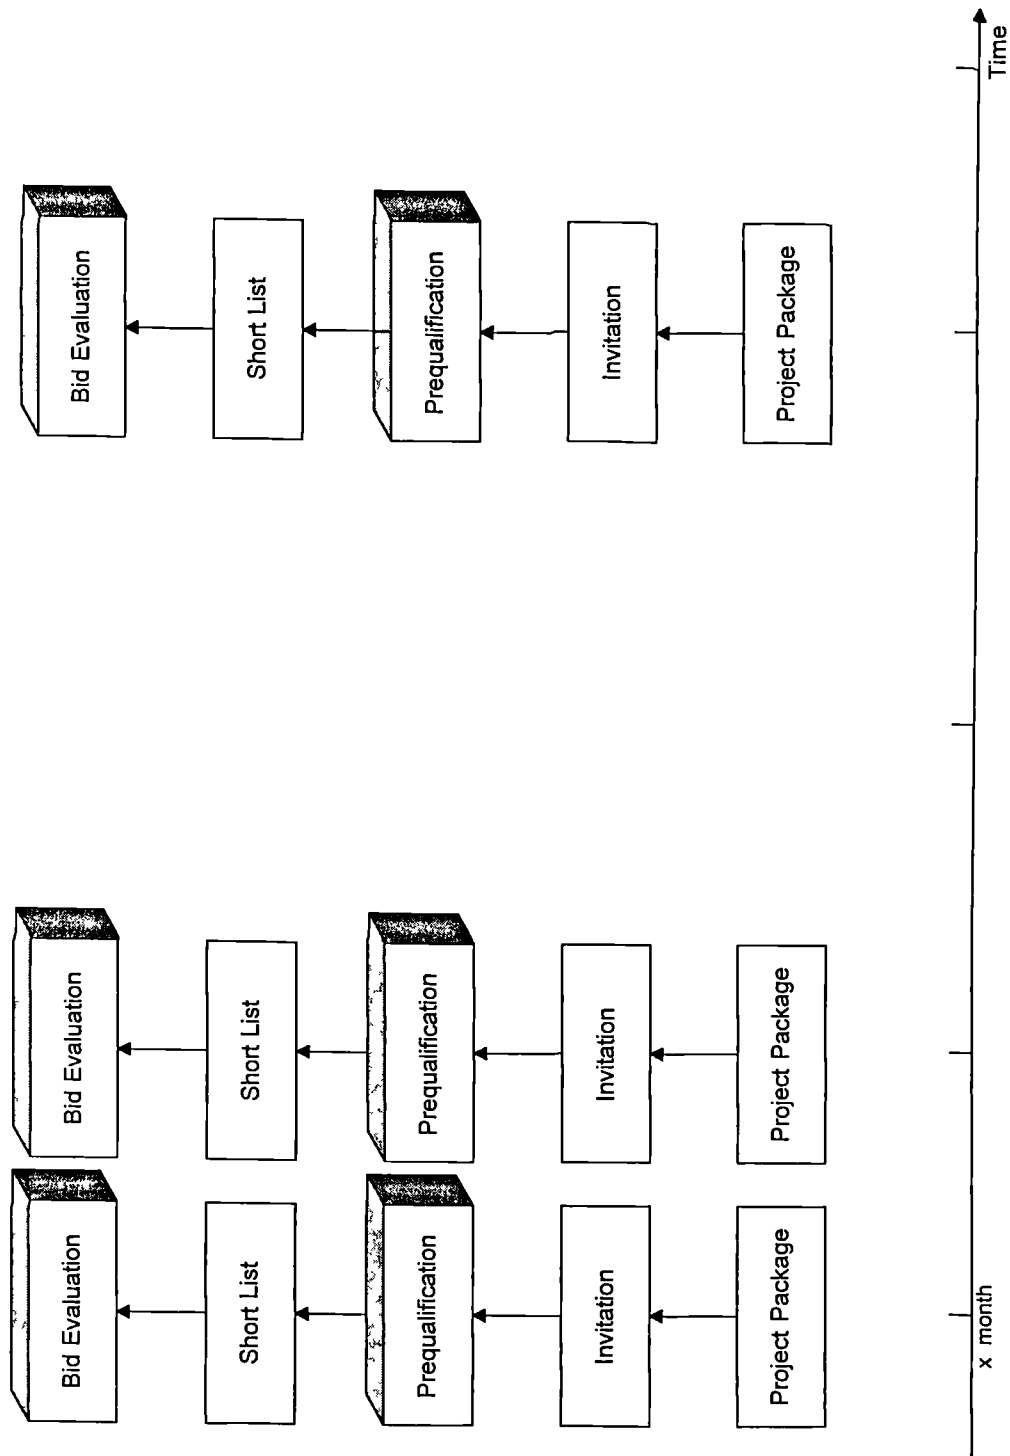 Bid Evaluation
Bid Evaluation
Bid Evaluation
Short List
Short List
Short List
Prequalification
Prequalification
Prequalification
Invitation
Invitation
Invitation
Project Package
Project Package
Project Package
x month
Time